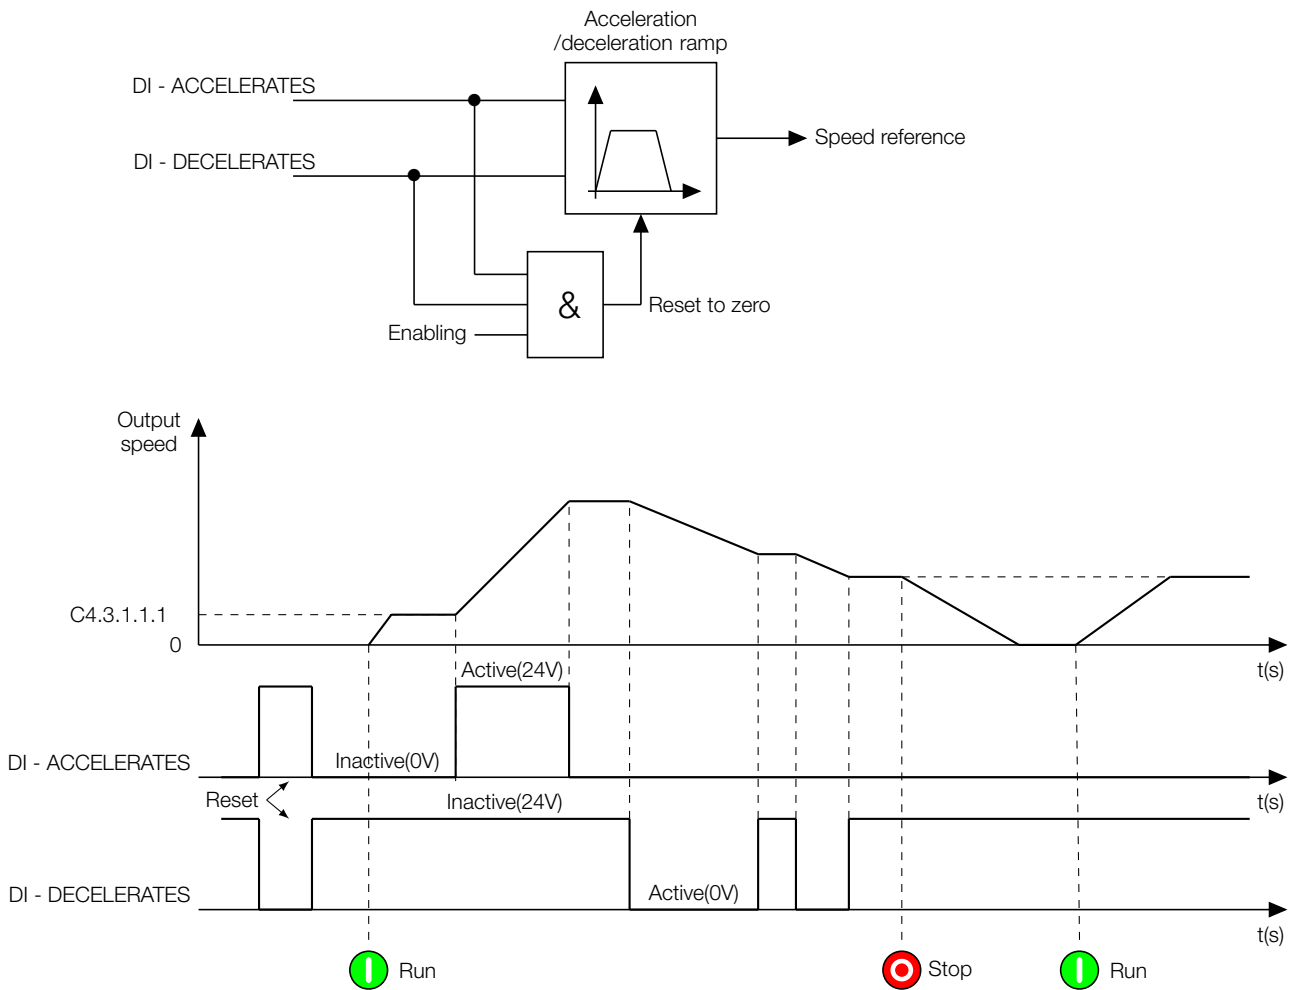 Acceleration
/deceleration ramp
DI - ACCELERATES
Speed reference
DI - DECELERATES
&
Reset to zero
Enabling
Output
speed
C4.3.1.1.1
0
t(s)
Active(24V)
DI - ACCELERATES
Inactive(0V)
t(s)
Reset
Inactive(24V)
DI - DECELERATES
Active(0V)
t(s)
Run
Stop
Run